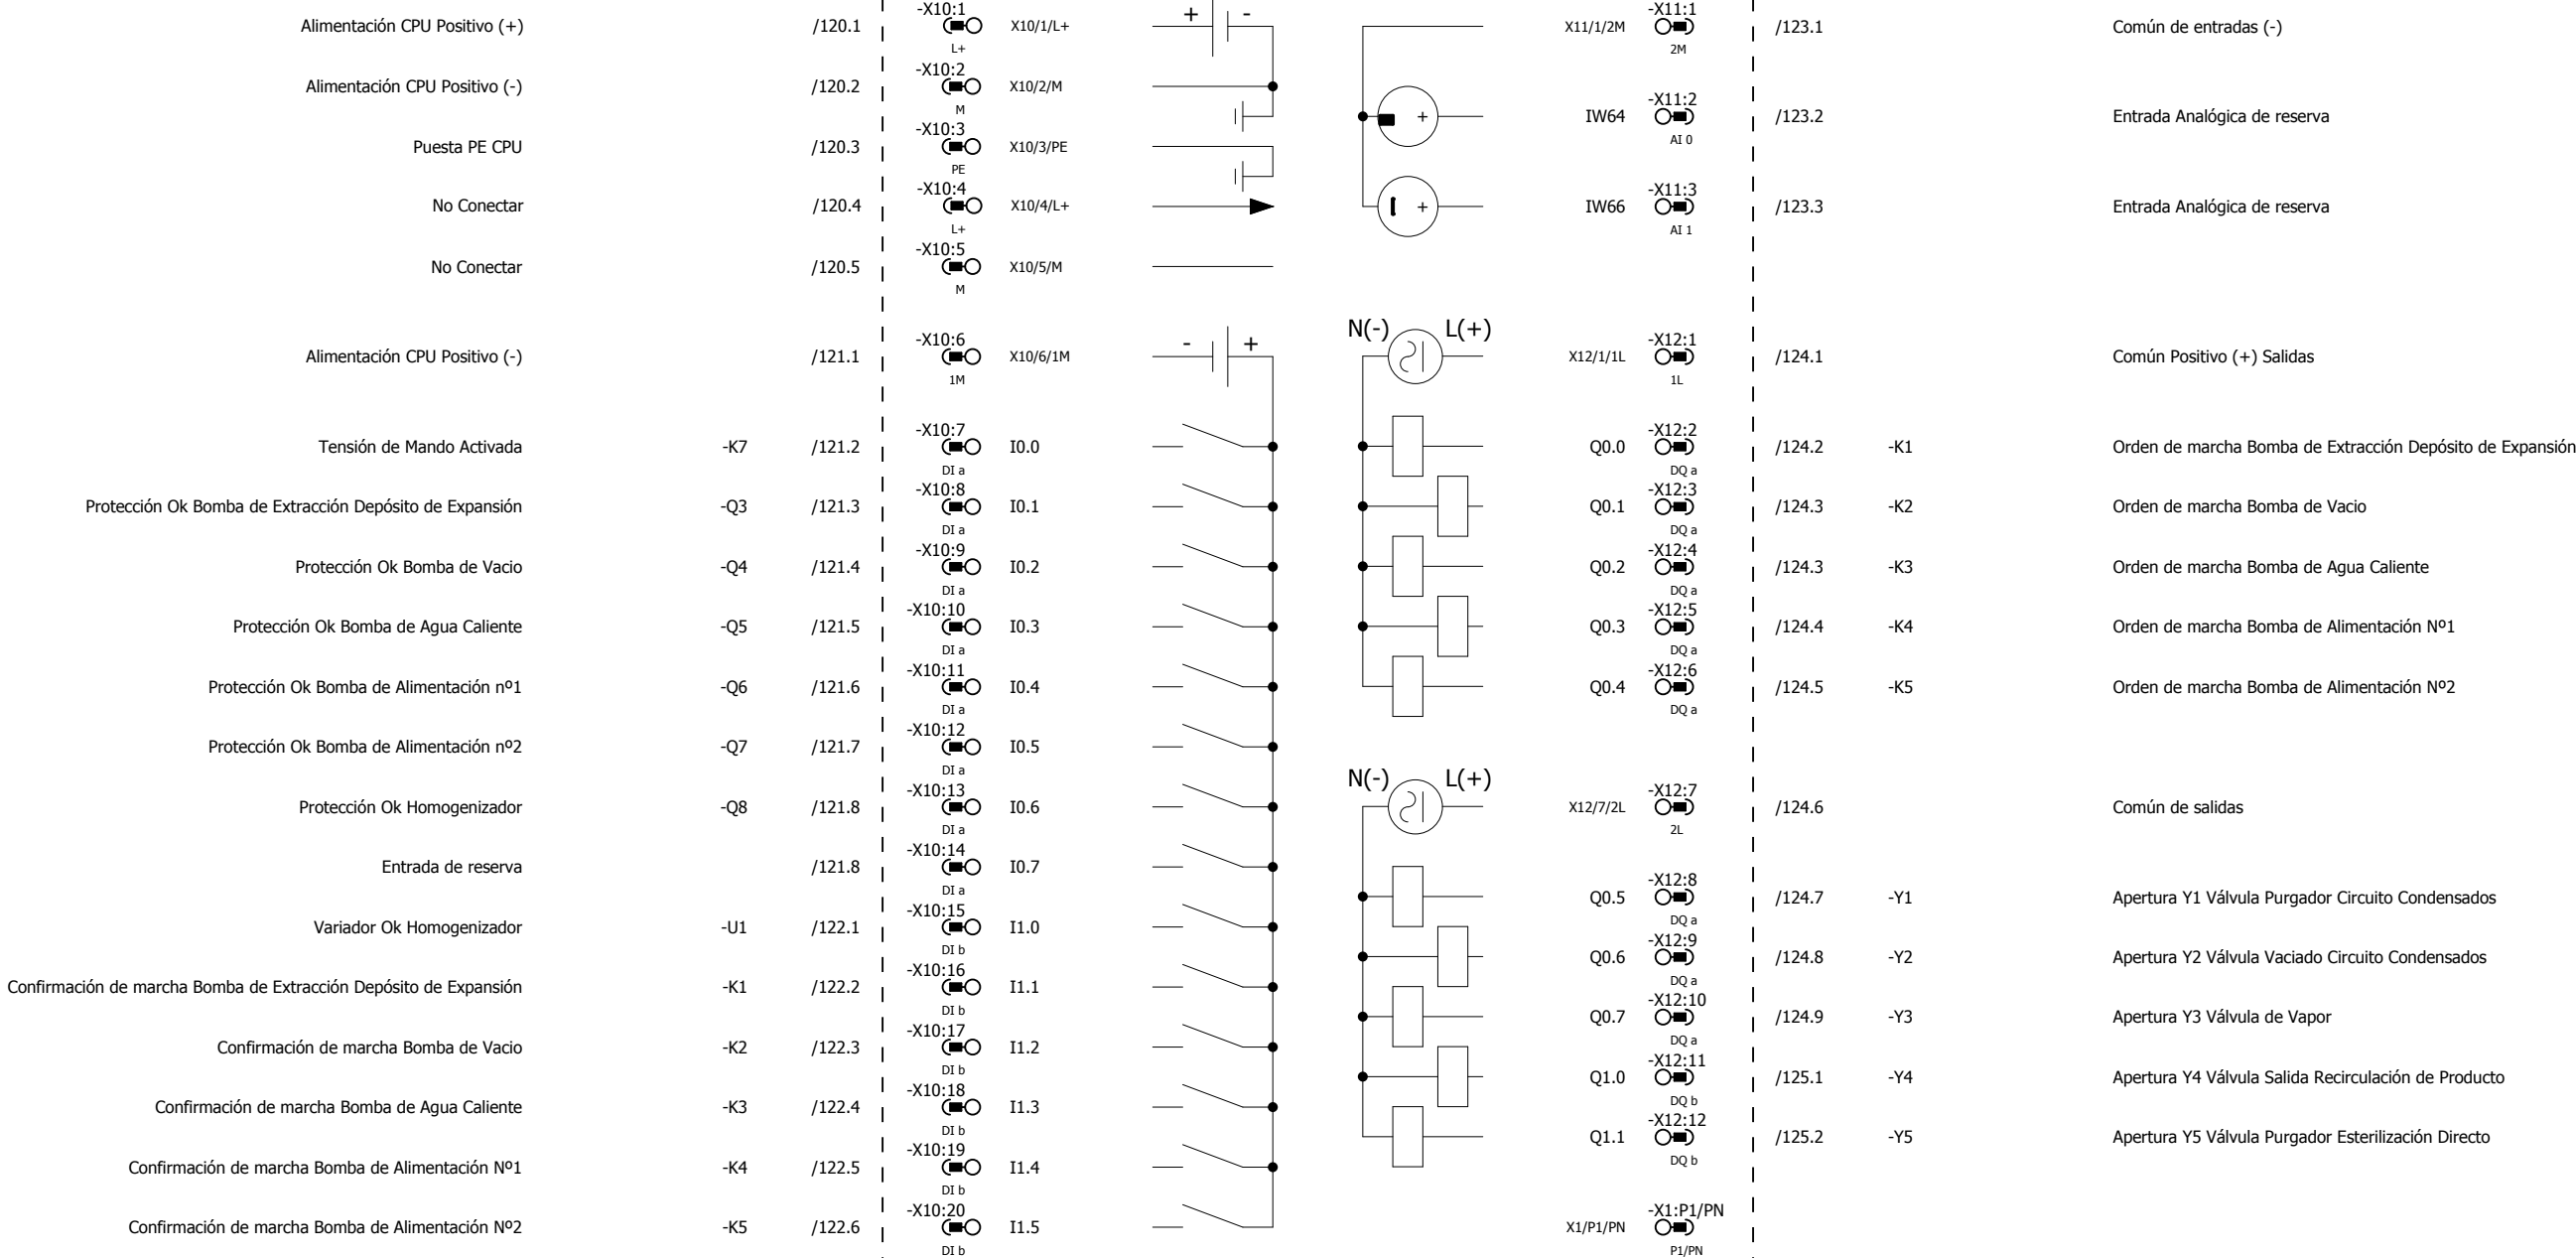 Alimentación CPU Positivo (+) /120.1 -X10:1 X10/1/L+ + - X11/1/2M -X11:1 /123.1 Común de entradas (-)
L+ 2M
Alimentación CPU Positivo (-) /120.2 -X10:2 X10/2/M
M
IW64 -X11:2 /123.2 Entrada Analógica de reserva
+ AI 0
Puesta PE CPU /120.3 -X10:3 X10/3/PE
PE
No Conectar /120.4 -X10:4 X10/4/L+ + IW66 -X11:3 /123.3 Entrada Analógica de reserva
L+ AI 1
No Conectar /120.5 -X10:5 X10/5/M
M
Alimentación CPU Positivo (-) /121.1 -X10:6 X10/6/1M - + N(-) L(+) X12/1/1L -X12:1 /124.1 Común Positivo (+) Salidas
1M 1L
Tensión de Mando Activada -K7 /121.2 -X10:7 I0.0 Q0.0 -X12:2 /124.2 -K1 Orden de marcha Bomba de Extracción Depósito de Expansión
DI a DQ a
Protección Ok Bomba de Extracción Depósito de Expansión -Q3 /121.3 -X10:8 I0.1 Q0.1 -X12:3 /124.3 -K2 Orden de marcha Bomba de Vacio
DI a DQ a
Protección Ok Bomba de Vacio -Q4 /121.4 -X10:9 I0.2 Q0.2 -X12:4 /124.3 -K3 Orden de marcha Bomba de Agua Caliente
DI a DQ a
Protección Ok Bomba de Agua Caliente -Q5 /121.5 -X10:10 I0.3 Q0.3 -X12:5 /124.4 -K4 Orden de marcha Bomba de Alimentación Nº1
DI a DQ a
Protección Ok Bomba de Alimentación nº1 -Q6 /121.6 -X10:11 I0.4 Q0.4 -X12:6 /124.5 -K5 Orden de marcha Bomba de Alimentación Nº2
DI a DQ a
Protección Ok Bomba de Alimentación nº2 -Q7 /121.7 -X10:12 I0.5
DI a
Protección Ok Homogenizador -Q8 /121.8 -X10:13 I0.6 N(-) L(+) X12/7/2L -X12:7 /124.6 Común de salidas
DI a 2L
Entrada de reserva /121.8 -X10:14 I0.7
DI a
Q0.5 -X12:8 /124.7 -Y1 Apertura Y1 Válvula Purgador Circuito Condensados
DQ a
Variador Ok Homogenizador -U1 /122.1 -X10:15 I1.0
DI b
Q0.6 -X12:9 /124.8 -Y2 Apertura Y2 Válvula Vaciado Circuito Condensados
DQ a
Confirmación de marcha Bomba de Extracción Depósito de Expansión -K1 /122.2 -X10:16 I1.1
DI b
Q0.7 -X12:10 /124.9 -Y3 Apertura Y3 Válvula de Vapor
DQ a
Confirmación de marcha Bomba de Vacio -K2 /122.3 -X10:17 I1.2
DI b
Q1.0 -X12:11 /125.1 -Y4 Apertura Y4 Válvula Salida Recirculación de Producto
DQ b
Confirmación de marcha Bomba de Agua Caliente -K3 /122.4 -X10:18 I1.3
DI b
Q1.1 -X12:12 /125.2 -Y5 Apertura Y5 Válvula Purgador Esterilización Directo
DQ b
Confirmación de marcha Bomba de Alimentación Nº1 -K4 /122.5 -X10:19 I1.4
DI b
Confirmación de marcha Bomba de Alimentación Nº2 -K5 /122.6 -X10:20 I1.5 X1/P1/PN -X1:P1/PN
DI b P1/PN